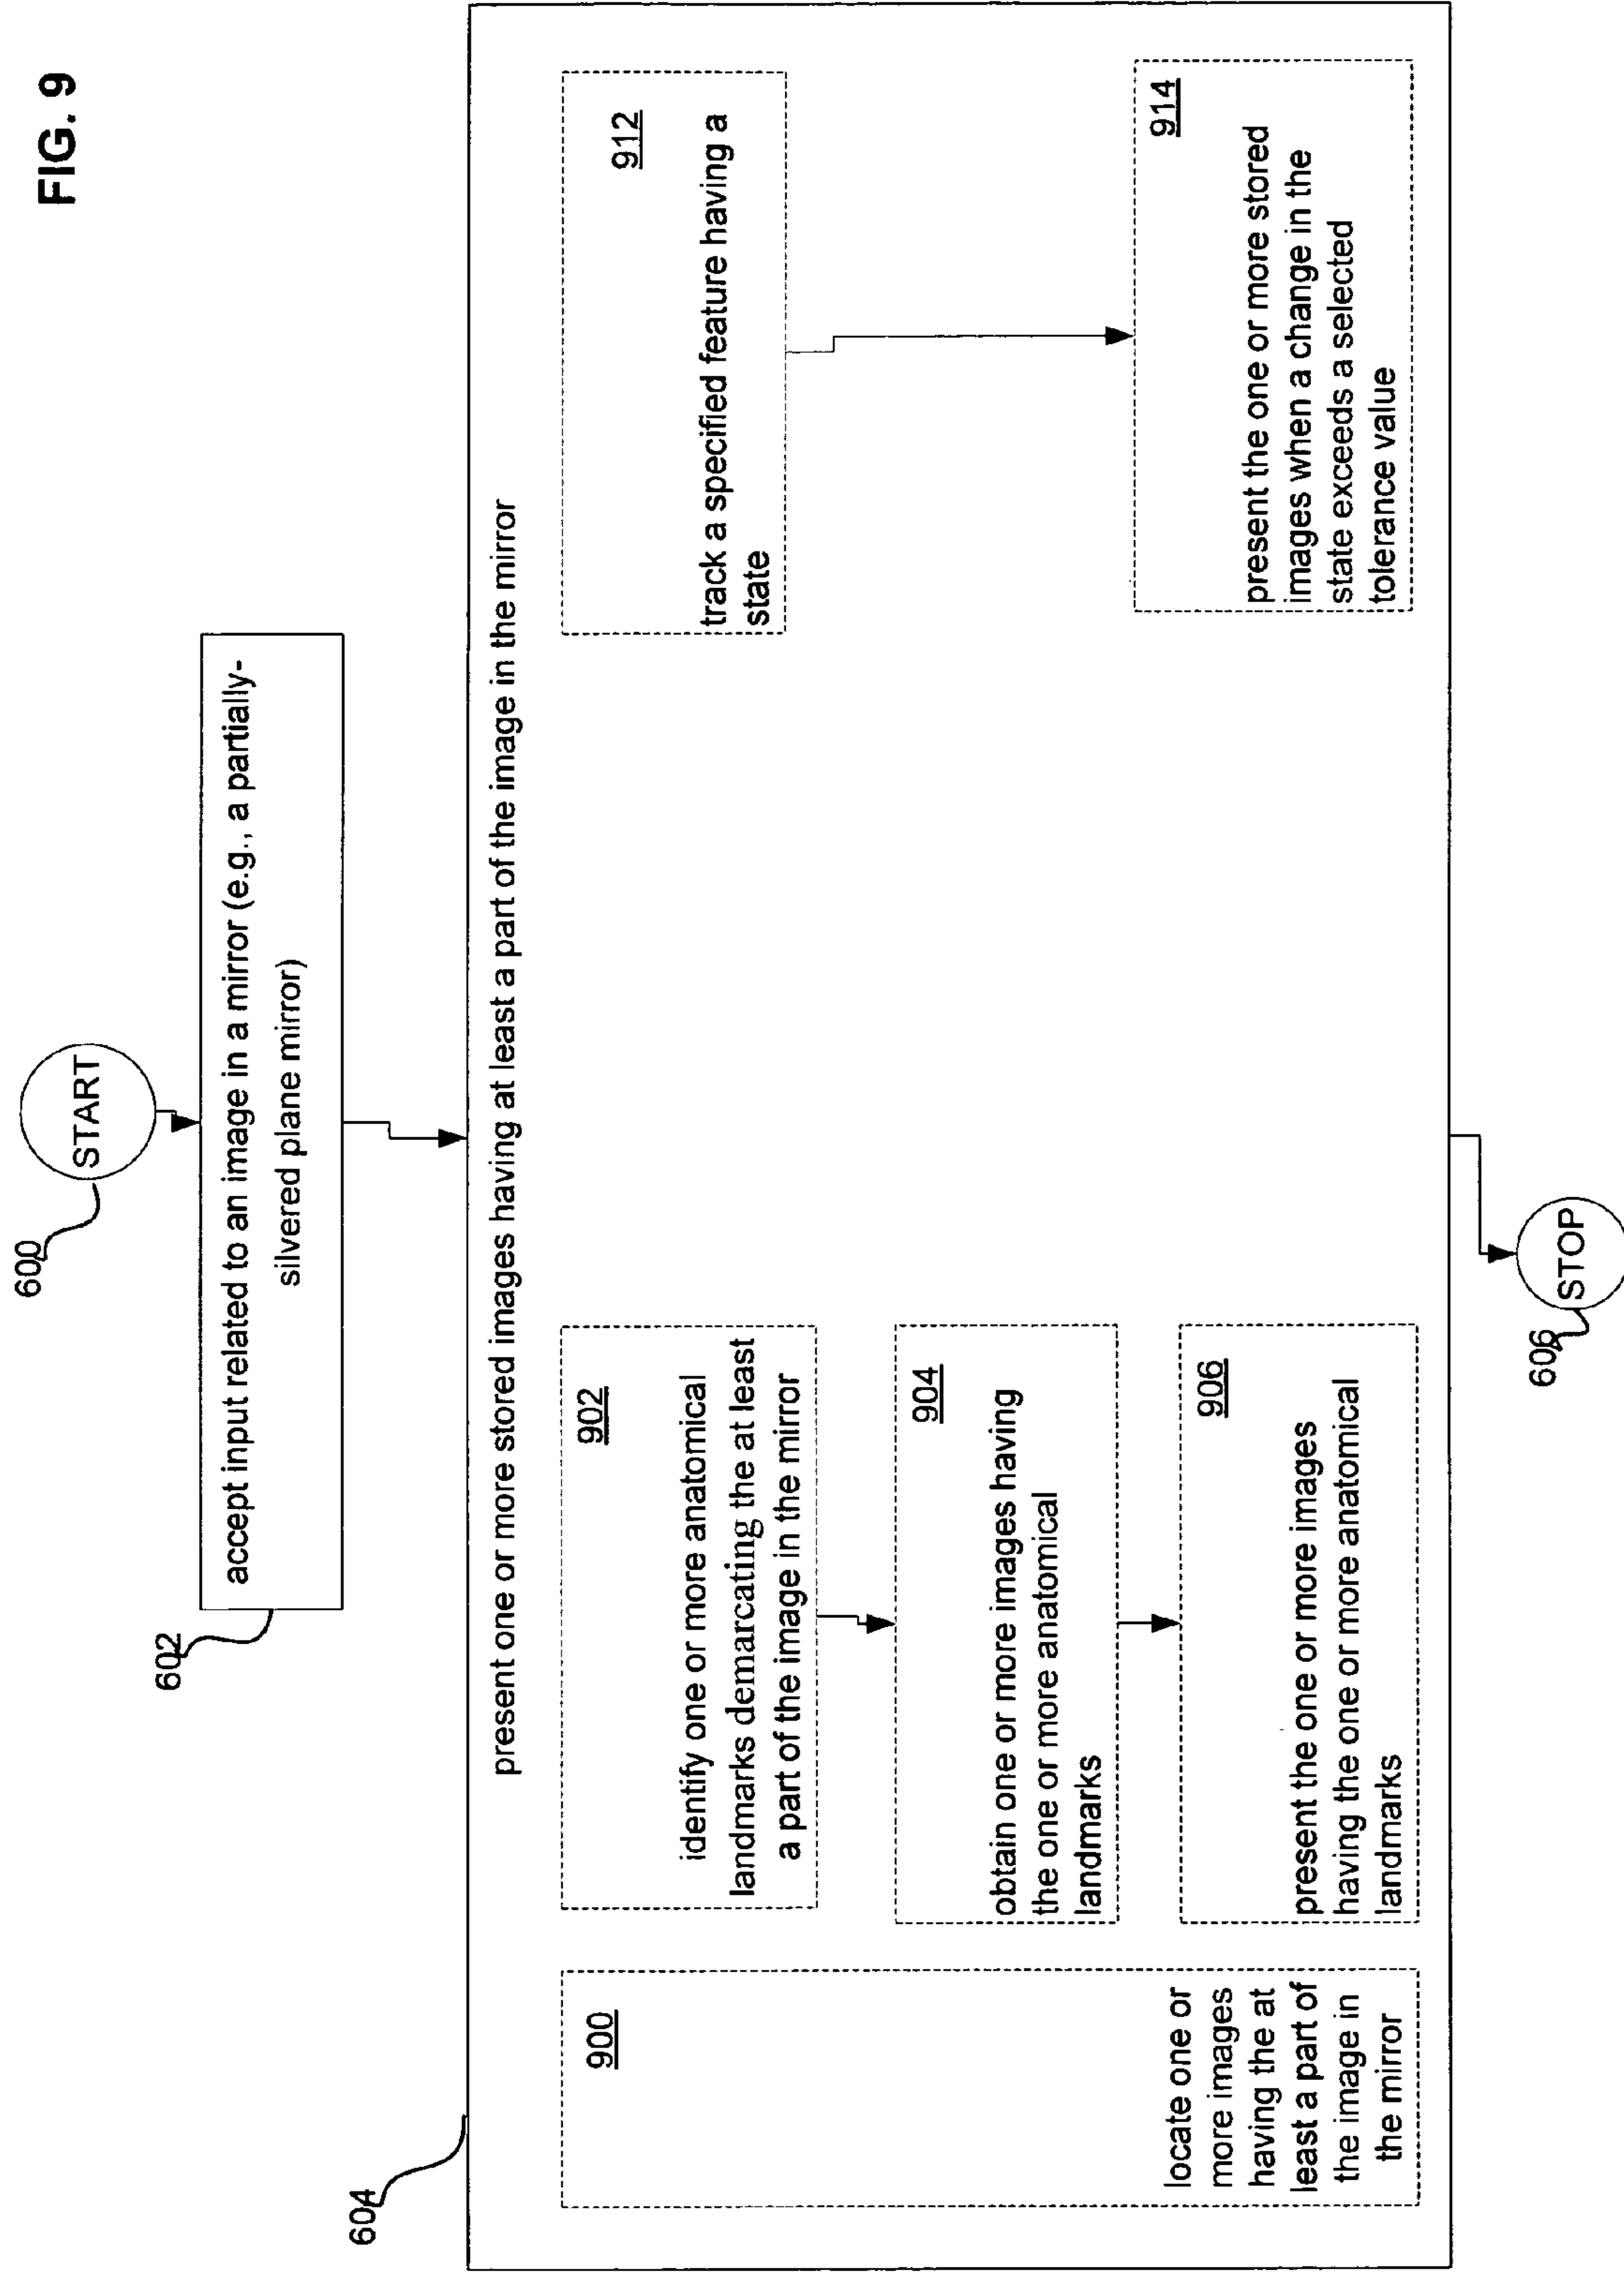 FIG. 9
600
START
602
accept input related to an image in a mirror (e.g., a partially-
silvered plane mirror)
604
present one or more stored images having at least a part of the image in the mirror
900
locate one or
more images
having the at
least a part of
the image in
the mirror
902
identify one or more anatomical
landmarks demarcating the at least
a part of the image in the mirror
904
obtain one or more images having
the one or more anatomical
landmarks
906
present the one or more images
having the one or more anatomical
landmarks
912
track a specified feature having a
state
914
present the one or more stored
images when a change in the
state exceeds a selected
tolerance value
606
STOP